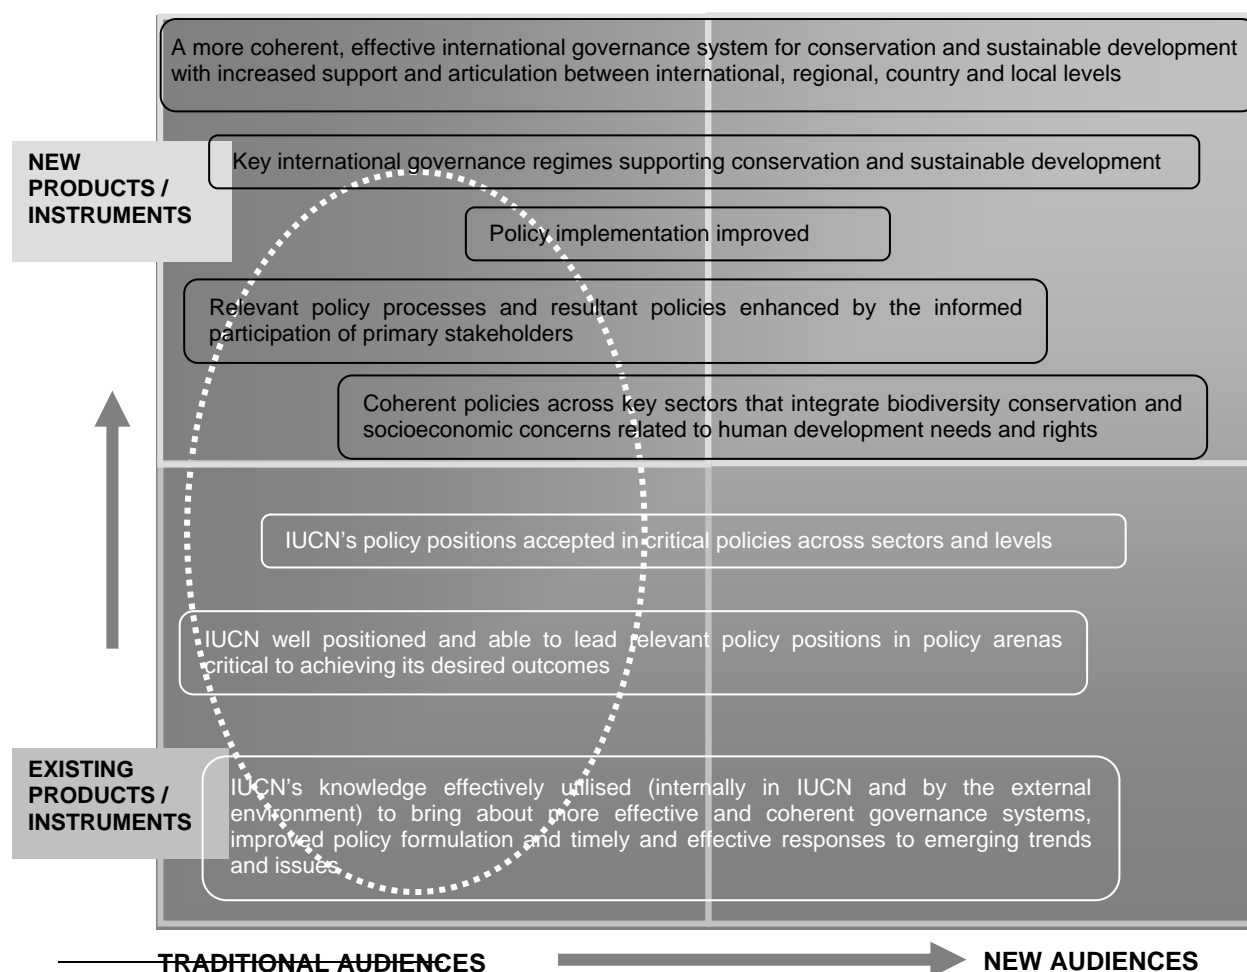 A more coherent, effective international governance system for conservation and sustainable development
with increased support and articulation between international, regional, country and local levels
NEW
PRODUCTS /
INSTRUMENTS
Key international governance regimes supporting conservation and sustainable development
Policy implementation improved
Relevant policy processes and resultant policies enhanced by the informed
participation of primary stakeholders
Coherent policies across key sectors that integrate biodiversity conservation and
socioeconomic concerns related to human development needs and rights
IUCN’s policy positions accepted in critical policies across sectors and levels
IUCN well positioned and able to lead relevant policy positions in policy arenas
critical to achieving its desired outcomes
EXISTING
PRODUCTS /
INSTRUMENTS
IUCN’s knowledge effectively utilised (internally in IUCN and by the external
environment) to bring about more effective and coherent governance systems,
improved policy formulation and timely and effective responses to emerging trends
and issues
TRADITIONAL AUDIENCES
NEW AUDIENCES